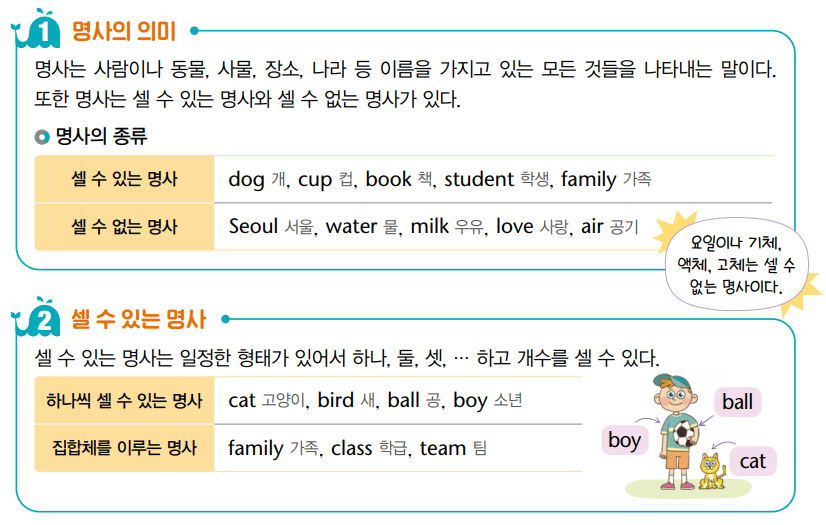 1 명사의 의미
명사는 사람이나 동물, 사물, 장소, 나라 등 이름을 가지고 있는 모든 것들을 나타내는 말이다.
또한 명사는 셀 수 있는 명사와 셀 수 없는 명사가 있다.
명사의 종류
셀 수 있는 명사 dog 개, cup 컵, book 책, student 학생, family 가족
셀 수 없는 명사 Seoul 서울, water 물, milk 우유, love 사랑, air 공기
요일이나 기체,
액체, 고체는 셀 수
없는 명사이다.
2 셀 수 있는 명사
셀 수 있는 명사는 일정한 형태가 있어서 하나, 둘, 셋, … 하고 개수를 셀 수 있다.
하나씩 셀 수 있는 명사 cat 고양이, bird 새, ball 공, boy 소년
집합체를 이루는 명사 family 가족, class 학급, team 팀
ball
boy
cat